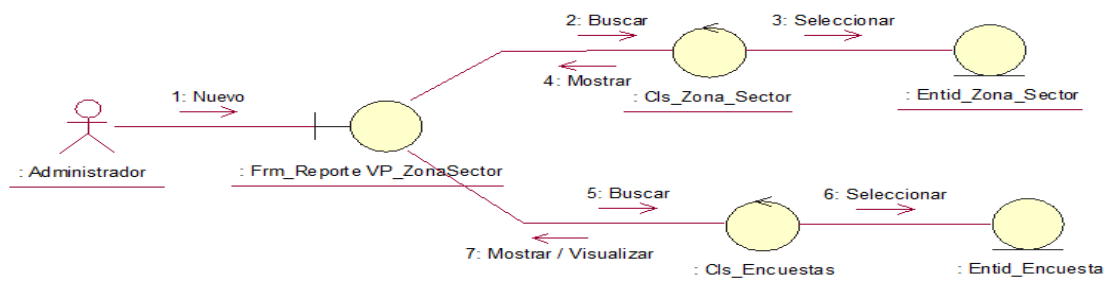 2: Buscar
3: Seleccionar
4: Mostrar
1: Nuevo
: Cls_Zona_Sector
: Entid_Zona_Sector
: Administrador
: Frm_Reporte VP_ZonaSector
5: Buscar
6: Seleccionar
7: Mostrar / Visualizar
: Cls_Encuestas
: Entid_Encuesta